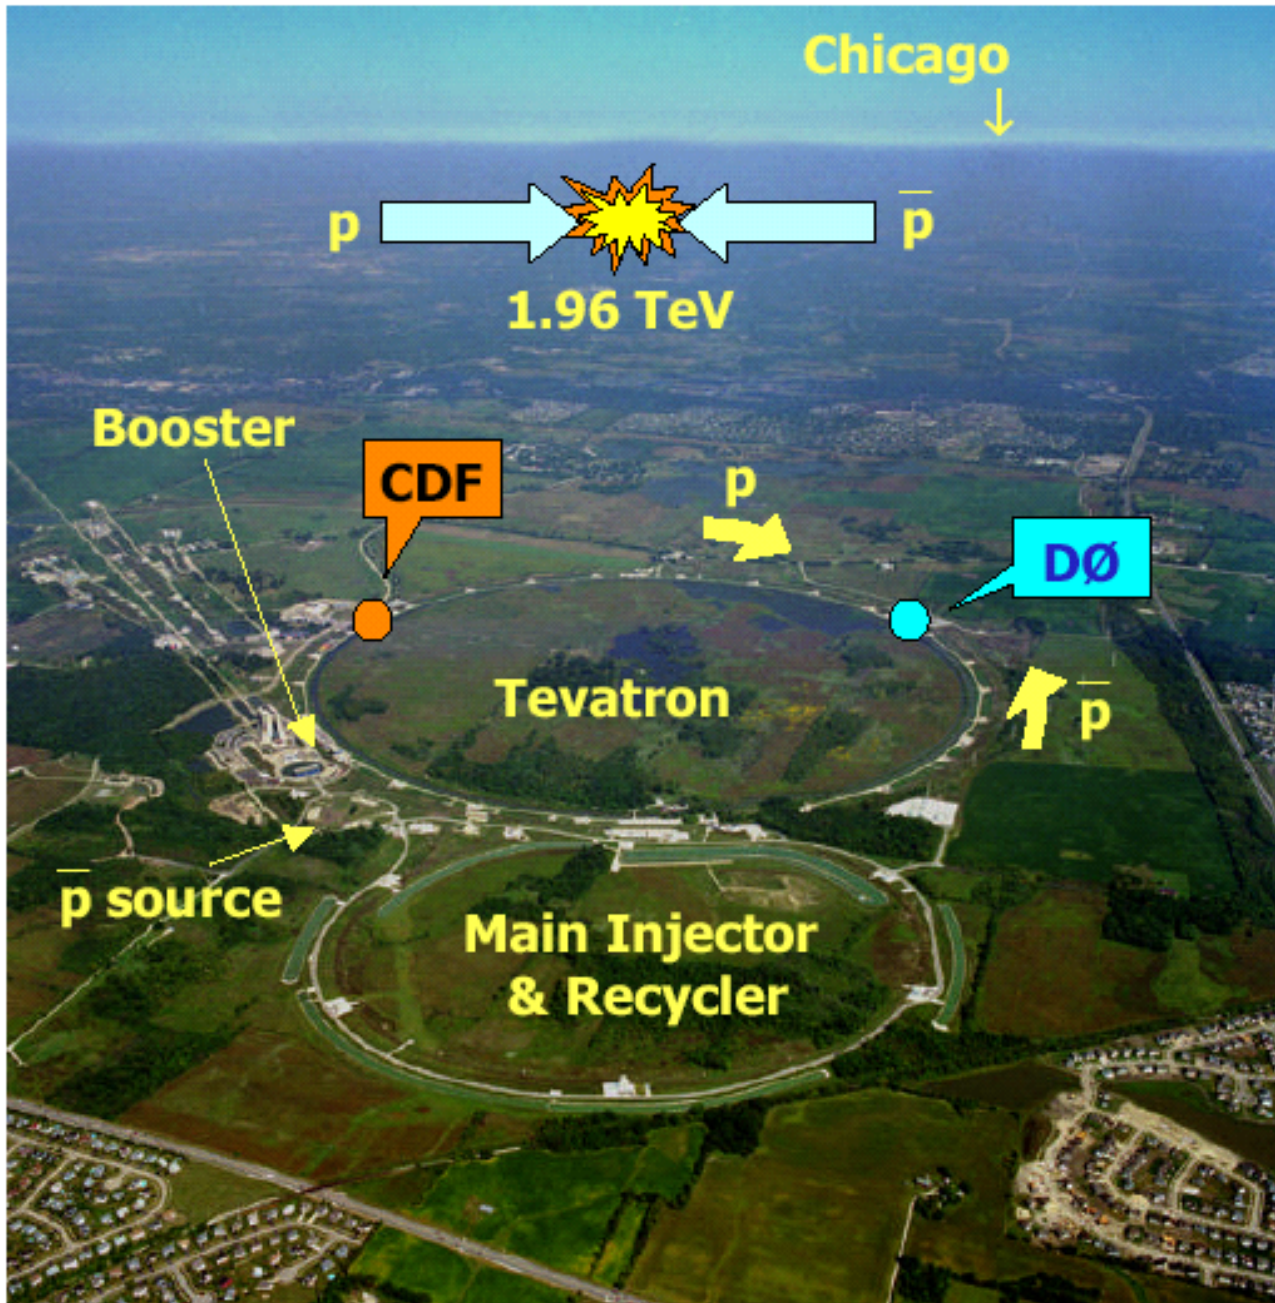 Chicago
p
p̅
1.96 TeV
Booster
CDF
p
DØ
Tevatron
p̅
p̅ source
Main Injector
& Recycler